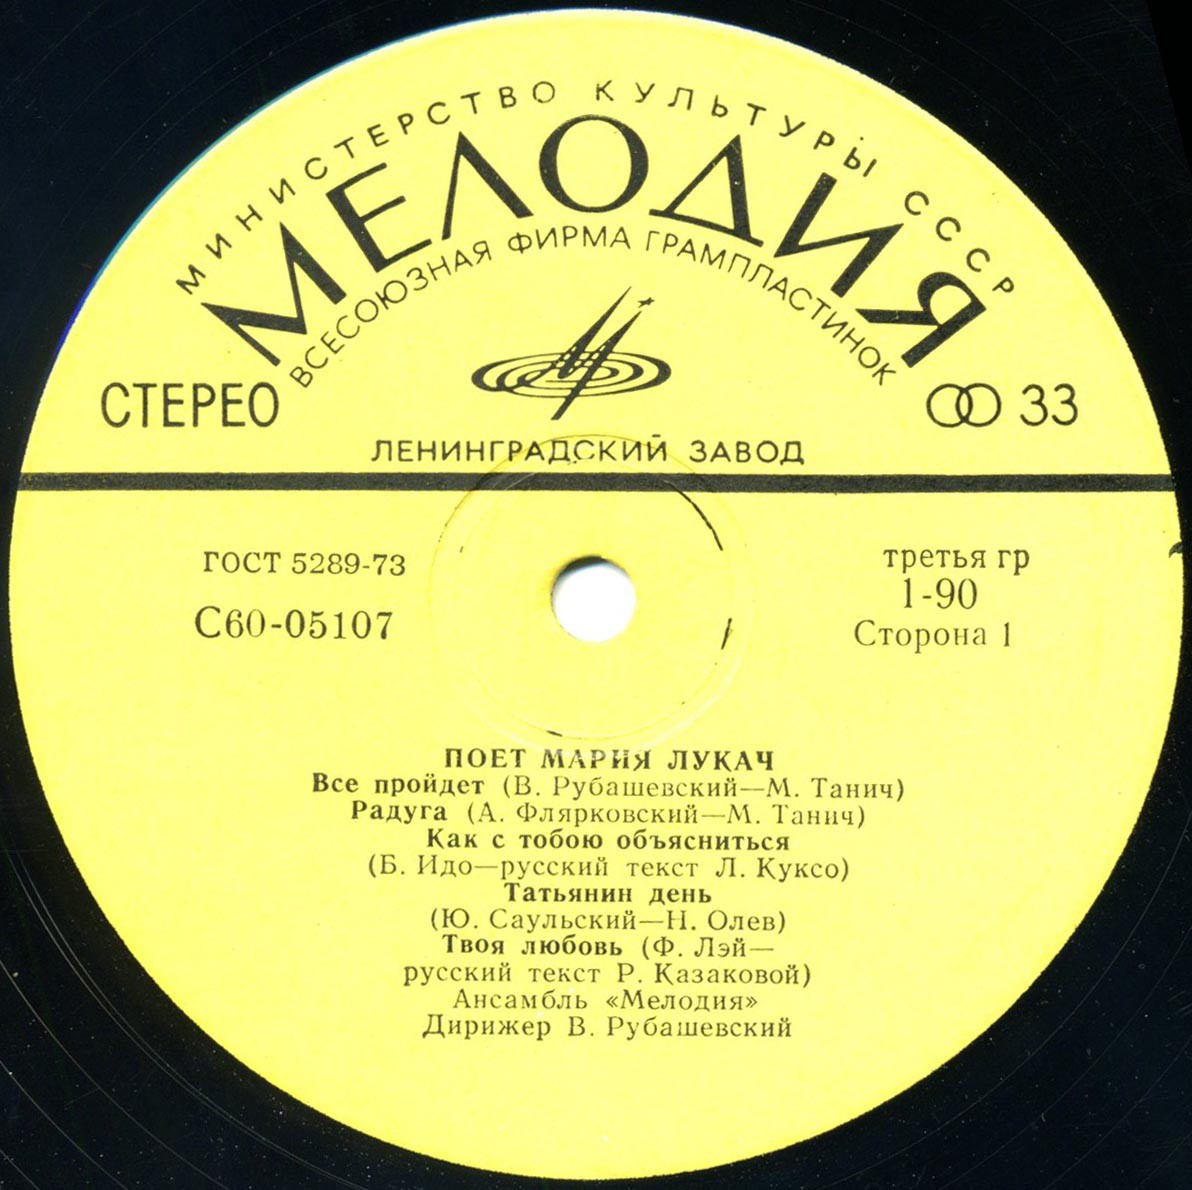 МИНИСТЕРСТВО КУЛЬТУРЫ СССР
МЕЛОДИЯ
ВСЕСОЮЗНАЯ ФИРМА ГРАМПЛАСТИНОК
СТЕРЕО
33
ЛЕНИНГРАДСКИЙ ЗАВОД
ГОСТ 5289-73
С60-05107
третья гр
1-90
Сторона 1
ПОЕТ МАРИЯ ЛУКАЧ
Все пройдет (В. Рубашевский—М. Танич)
Радуга (А. Флярковский—М. Танич)
Как с тобою объясниться
(Б. Идо—русский текст Л. Куксо)
Татьянин день
(Ю. Саульский—Н. Олев)
Твоя любовь (Ф. Лэй—
русский текст Р. Казаковой)
Ансамбль «Мелодия»
Дирижер В. Рубашевский